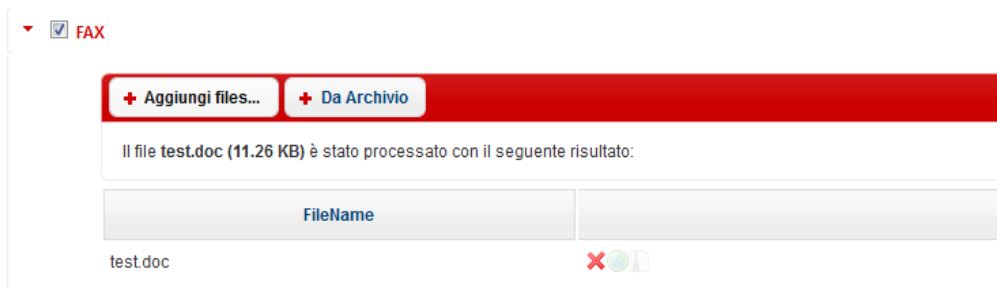 FAX
+ Aggiungi files... + Da Archivio
Il file test.doc (11.26 KB) è stato processato con il seguente risultato:
FileName
test.doc